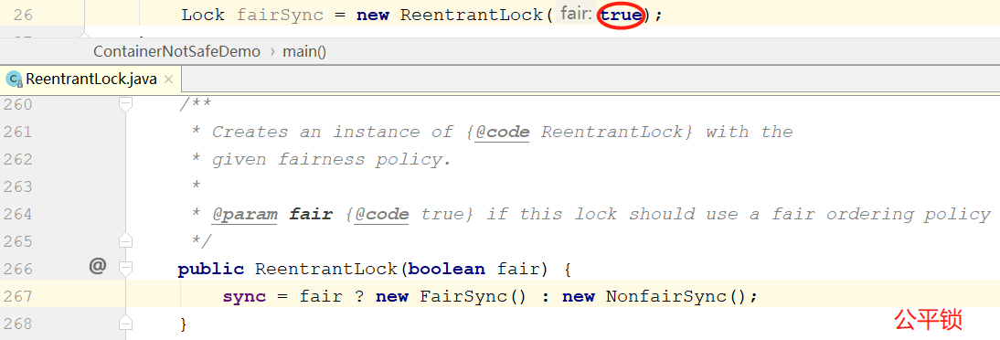 26 Lock fairSync = new ReentrantLock( fair: true);
ContainerNotSafeDemo › main()
ReentrantLock.java ×
260 /**
261 * Creates an instance of {@code ReentrantLock} with the
262 * given fairness policy.
263 *
264 * @param fair {@code true} if this lock should use a fair ordering policy
265 */
266 @ public ReentrantLock(boolean fair) {
267 sync = fair ? new FairSync() : new NonfairSync();
268 }
公平锁